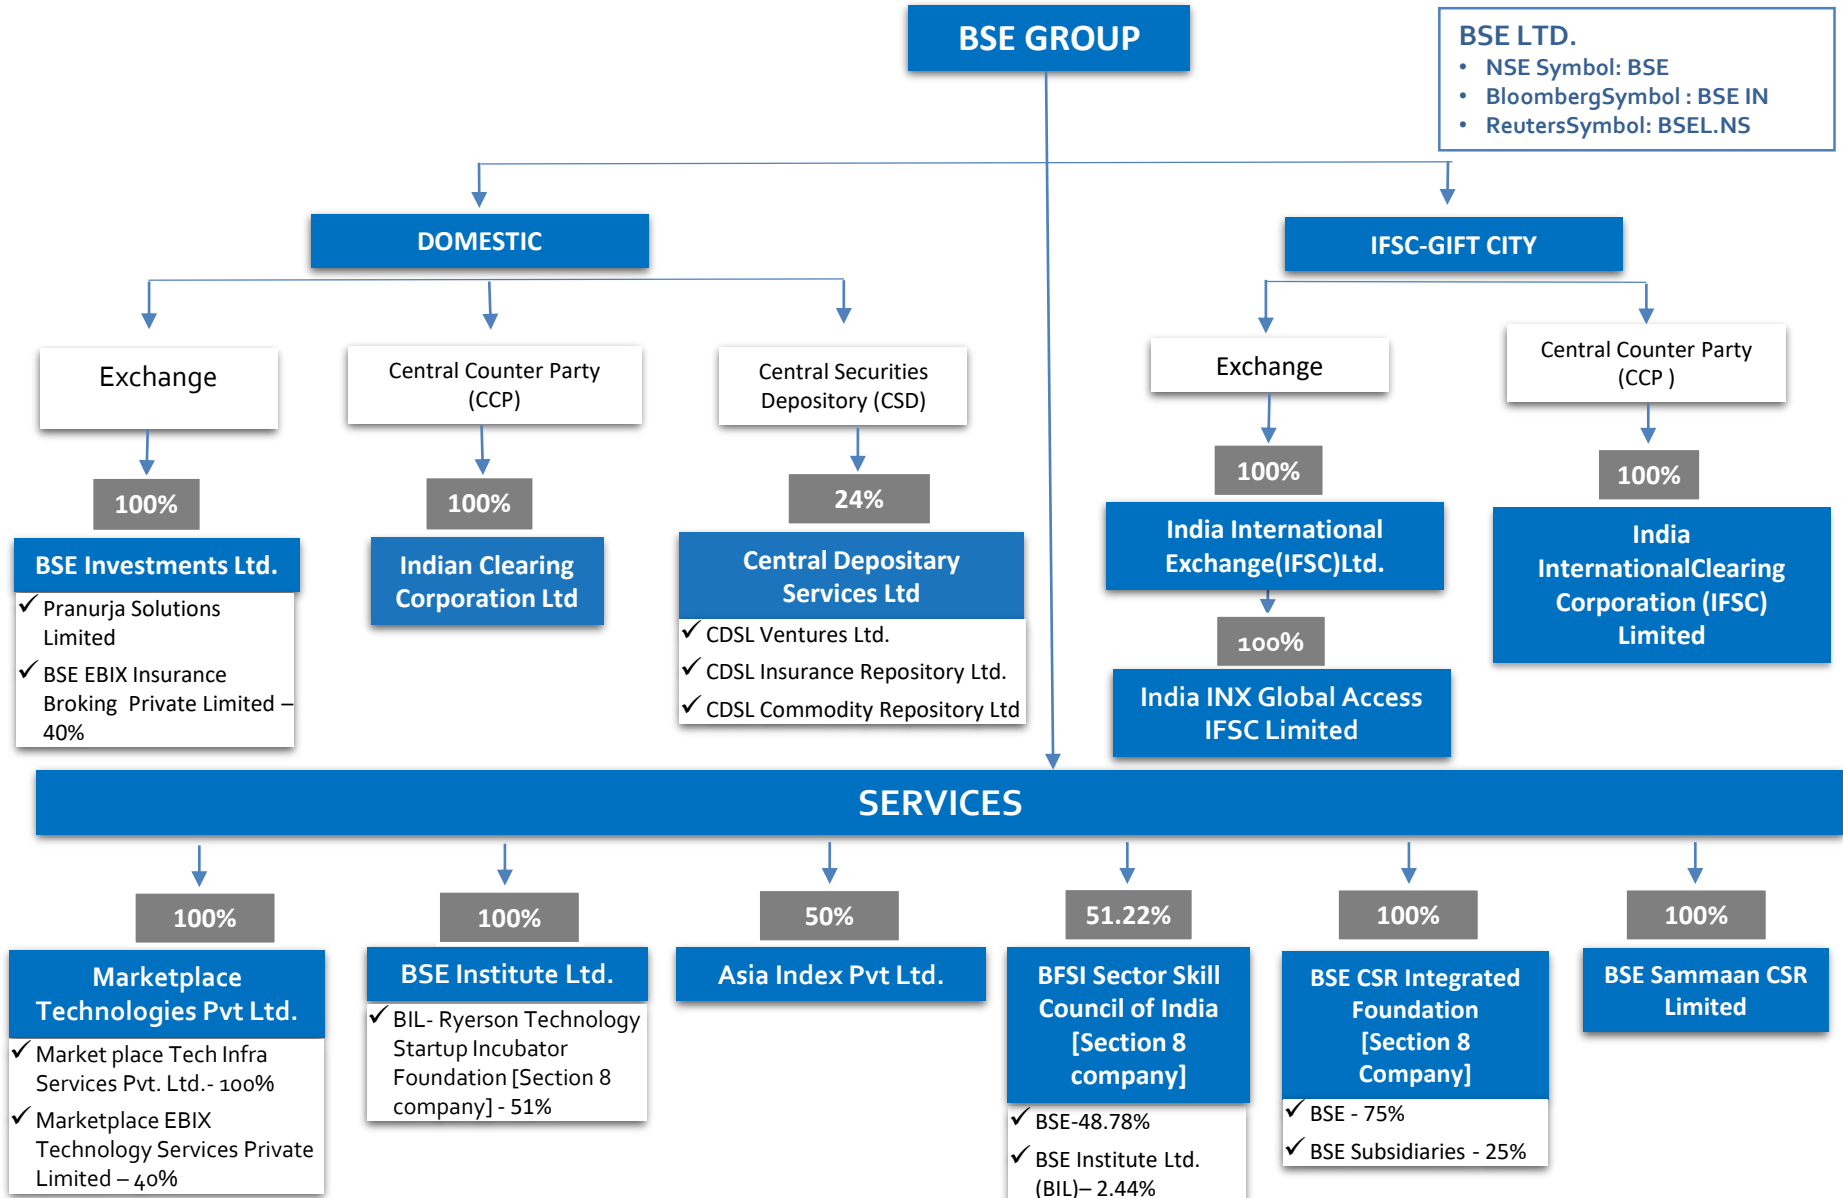 BSE GROUP
BSE LTD.
• NSE Symbol: BSE
• BloombergSymbol : BSE IN
• ReutersSymbol: BSEL.NS
DOMESTIC
IFSC-GIFT CITY
Exchange
Central Counter Party
(CCP)
Central Securities
Depository (CSD)
Exchange
Central Counter Party
(CCP )
100%
BSE Investments Ltd.
✓ Pranurja Solutions
Limited
✓ BSE EBIX Insurance
Broking Private Limited –
40%
100%
Indian Clearing
Corporation Ltd
24%
Central Depositary
Services Ltd
✓ CDSL Ventures Ltd.
✓ CDSL Insurance Repository Ltd.
✓ CDSL Commodity Repository Ltd
100%
India International
Exchange(IFSC)Ltd.
100%
India INX Global Access
IFSC Limited
100%
India
InternationalClearing
Corporation (IFSC)
Limited
SERVICES
100%
Marketplace
Technologies Pvt Ltd.
✓ Market place Tech Infra
Services Pvt. Ltd.- 100%
✓ Marketplace EBIX
Technology Services Private
Limited – 40%
100%
BSE Institute Ltd.
✓ BIL- Ryerson Technology
Startup Incubator
Foundation [Section 8
company] - 51%
50%
Asia Index Pvt Ltd.
51.22%
BFSI Sector Skill
Council of India
[Section 8
company]
✓ BSE-48.78%
✓ BSE Institute Ltd.
(BIL)– 2.44%
100%
BSE CSR Integrated
Foundation
[Section 8
Company]
✓ BSE - 75%
✓ BSE Subsidiaries - 25%
100%
BSE Sammaan CSR
Limited